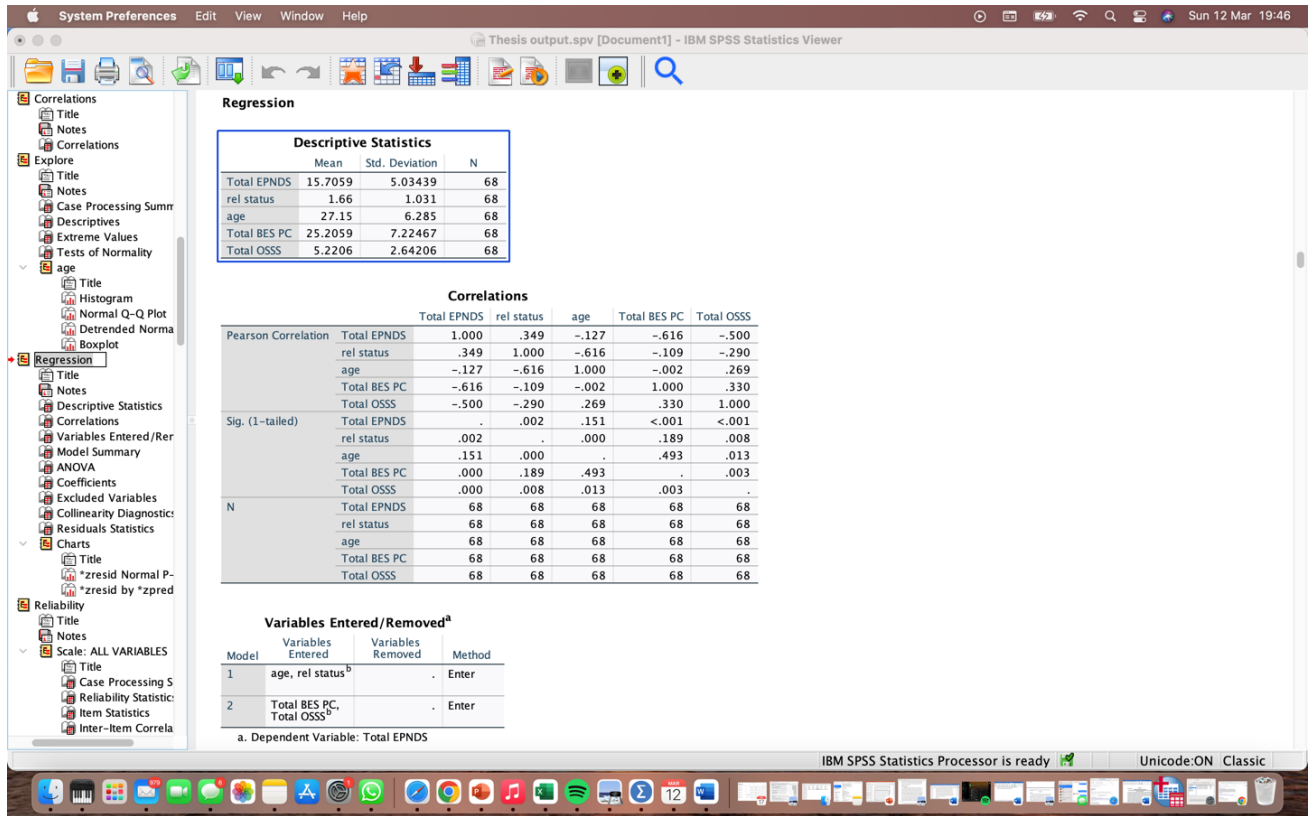 System Preferences Edit View Window Help Sun 12 Mar 19:46
Thesis output.spv [Document1] - IBM SPSS Statistics Viewer
Correlations
Title
Notes
Correlations
Explore
Title
Notes
Case Processing Summ
Descriptives
Extreme Values
Tests of Normality
age
Title
Histogram
Normal Q-Q Plot
Detrended Norma
Boxplot
Regression
Title
Notes
Descriptive Statistics
Correlations
Variables Entered/Rer
Model Summary
ANOVA
Coefficients
Excluded Variables
Collinearity Diagnostics
Residuals Statistics
Charts
Title
*zresid Normal P-
*zresid by *zpred
Reliability
Title
Notes
Scale: ALL VARIABLES
Title
Case Processing S
Reliability Statistics
Item Statistics
Inter-Item Correla
Regression
Descriptive Statistics
Mean Std. Deviation N
Total EPNDS 15.7059 5.03439 68
rel status 1.66 1.031 68
age 27.15 6.285 68
Total BES PC 25.2059 7.22467 68
Total OSSS 5.2206 2.64206 68
Correlations
Total EPNDS rel status age Total BES PC Total OSSS
Pearson Correlation Total EPNDS 1.000 .349 -.127 -.616 -.500
rel status .349 1.000 -.616 -.109 -.290
age -.127 -.616 1.000 -.002 .269
Total BES PC -.616 -.109 -.002 1.000 .330
Total OSSS -.500 -.290 .269 .330 1.000
Sig. (1-tailed) Total EPNDS . .002 .151 <.001 <.001
rel status .002 . .000 .189 .008
age .151 .000 . .493 .013
Total BES PC .000 .189 .493 . .003
Total OSSS .000 .008 .013 .003 .
N Total EPNDS 68 68 68 68 68
rel status 68 68 68 68 68
age 68 68 68 68 68
Total BES PC 68 68 68 68 68
Total OSSS 68 68 68 68 68
Variables Entered/Removedᵃ
Variables Variables
Model Entered Removed Method
1 age, rel statusᵇ . Enter
2 Total BES PC, . Enter
Total OSSSᵇ
a. Dependent Variable: Total EPNDS
IBM SPSS Statistics Processor is ready Unicode:ON Classic
MAR
12